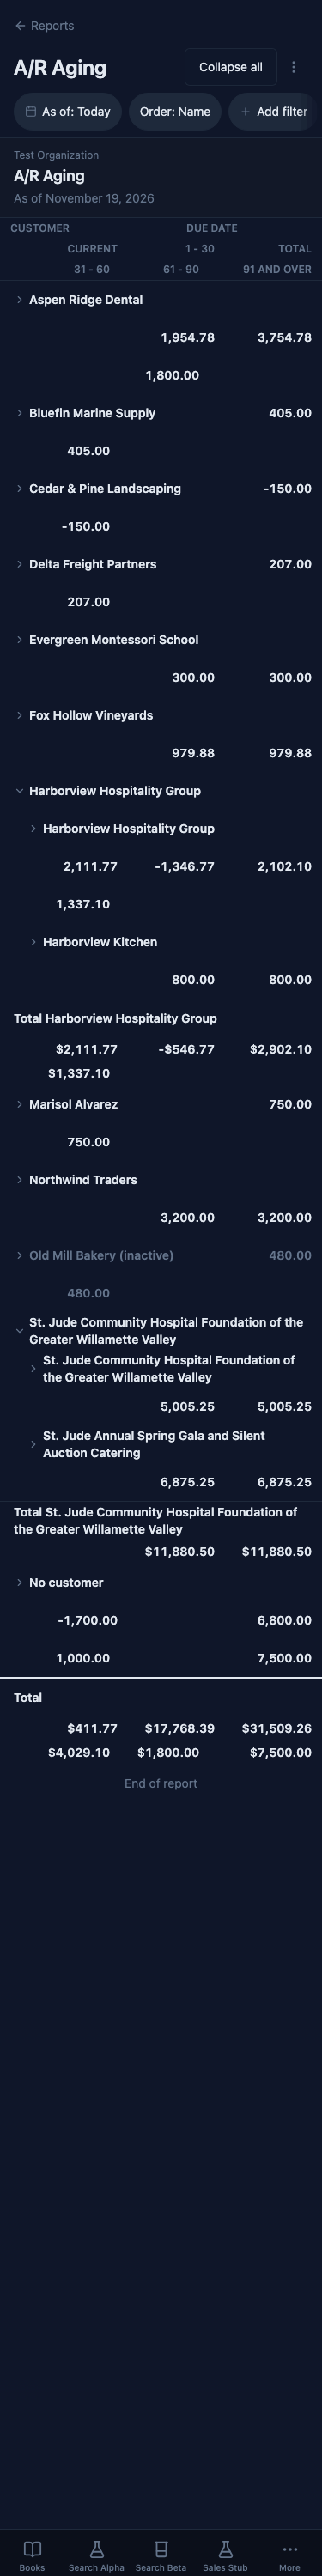 Reports
A/R Aging
Collapse all
As of: Today
Order: Name
Add filter
Test Organization
A/R Aging
As of November 19, 2026
CUSTOMER DUE DATE
CURRENT 1 - 30 TOTAL
31 - 60 61 - 90 91 AND OVER
Aspen Ridge Dental
1,954.78 3,754.78
1,800.00
Bluefin Marine Supply 405.00
405.00
Cedar & Pine Landscaping -150.00
-150.00
Delta Freight Partners 207.00
207.00
Evergreen Montessori School
300.00 300.00
Fox Hollow Vineyards
979.88 979.88
Harborview Hospitality Group
Harborview Hospitality Group
2,111.77 -1,346.77 2,102.10
1,337.10
Harborview Kitchen
800.00 800.00
Total Harborview Hospitality Group
$2,111.77 -$546.77 $2,902.10
$1,337.10
Marisol Alvarez 750.00
750.00
Northwind Traders
3,200.00 3,200.00
Old Mill Bakery (inactive) 480.00
480.00
St. Jude Community Hospital Foundation of the
Greater Willamette Valley
St. Jude Community Hospital Foundation of
the Greater Willamette Valley
5,005.25 5,005.25
St. Jude Annual Spring Gala and Silent
Auction Catering
6,875.25 6,875.25
Total St. Jude Community Hospital Foundation of
the Greater Willamette Valley
$11,880.50 $11,880.50
No customer
-1,700.00 6,800.00
1,000.00 7,500.00
Total
$411.77 $17,768.39 $31,509.26
$4,029.10 $1,800.00 $7,500.00
End of report
Books
Search Alpha
Search Beta
Sales Stub
More